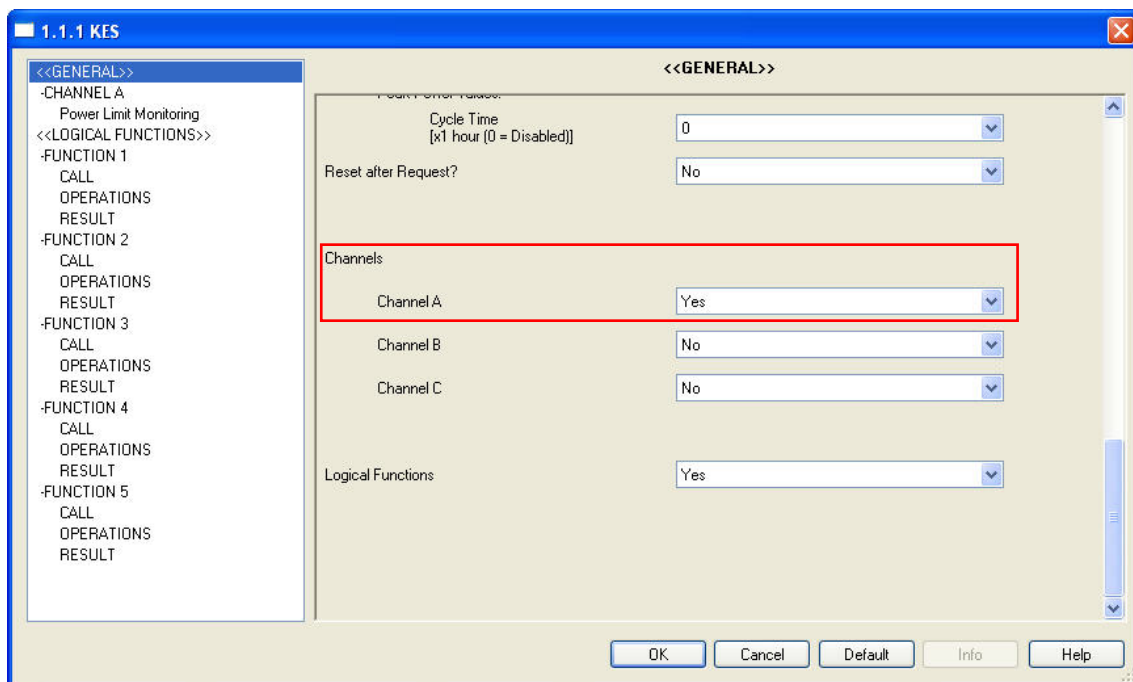 1.1.1 KES
<<GENERAL>>
-CHANNEL A
Power Limit Monitoring
<<LOGICAL FUNCTIONS>>
-FUNCTION 1
CALL
OPERATIONS
RESULT
-FUNCTION 2
CALL
OPERATIONS
RESULT
-FUNCTION 3
CALL
OPERATIONS
RESULT
-FUNCTION 4
CALL
OPERATIONS
RESULT
-FUNCTION 5
CALL
OPERATIONS
RESULT
<<GENERAL>>
Peak Power Values:
Cycle Time
[x1 hour (0 = Disabled)]
0
Reset after Request?
No
Channels
Channel A
Yes
Channel B
No
Channel C
No
Logical Functions
Yes
OK
Cancel
Default
Info
Help